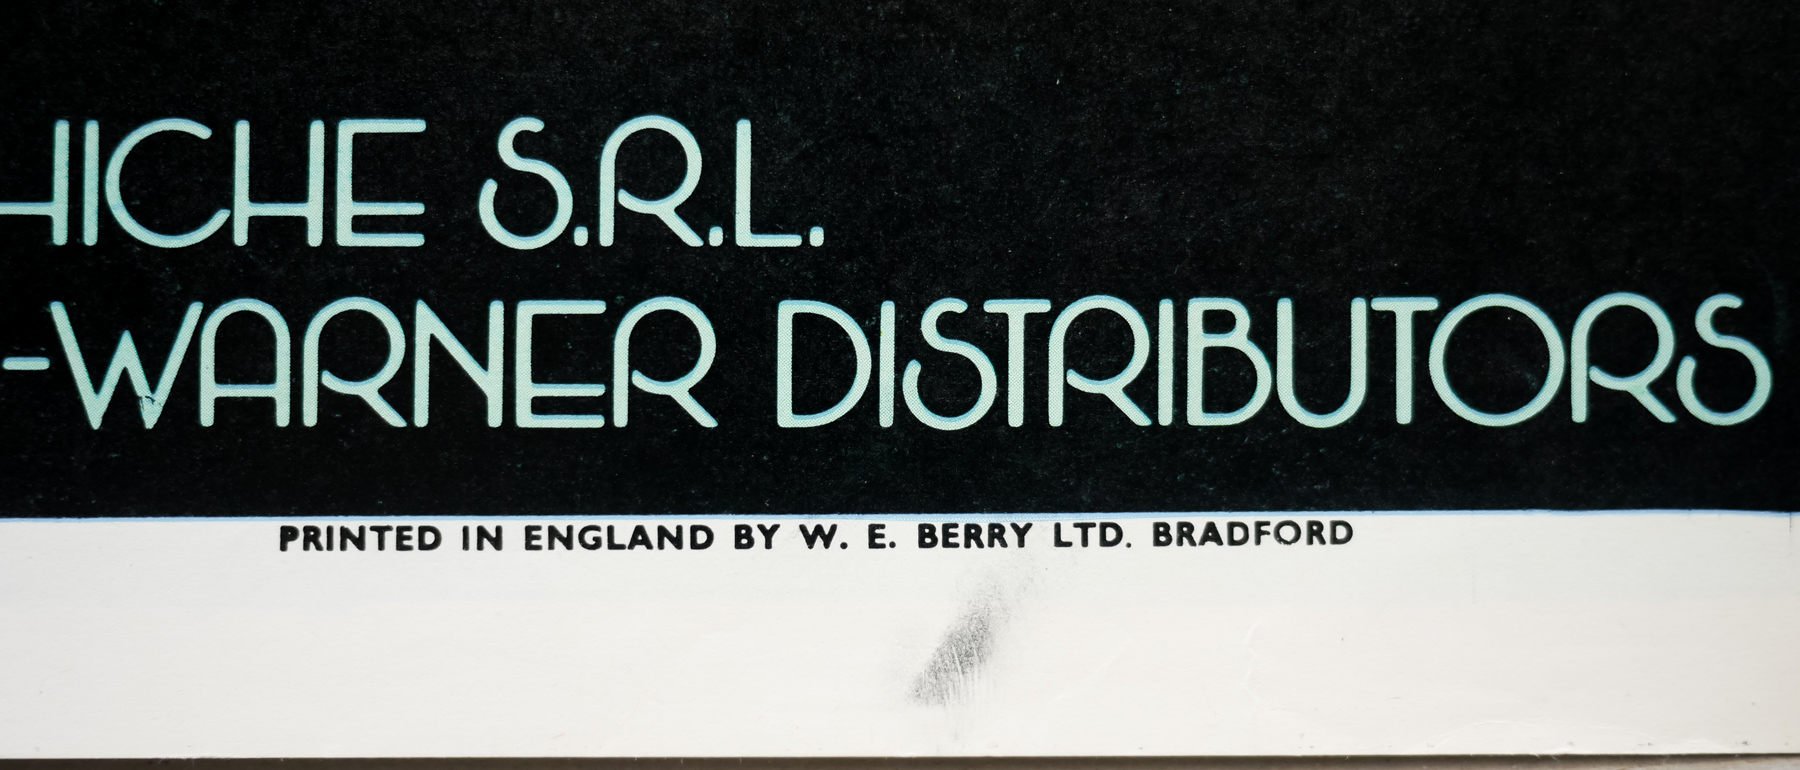 HICHE S.R.L.
-WARNER DISTRIBUTORS
PRINTED IN ENGLAND BY W. E. BERRY LTD. BRADFORD